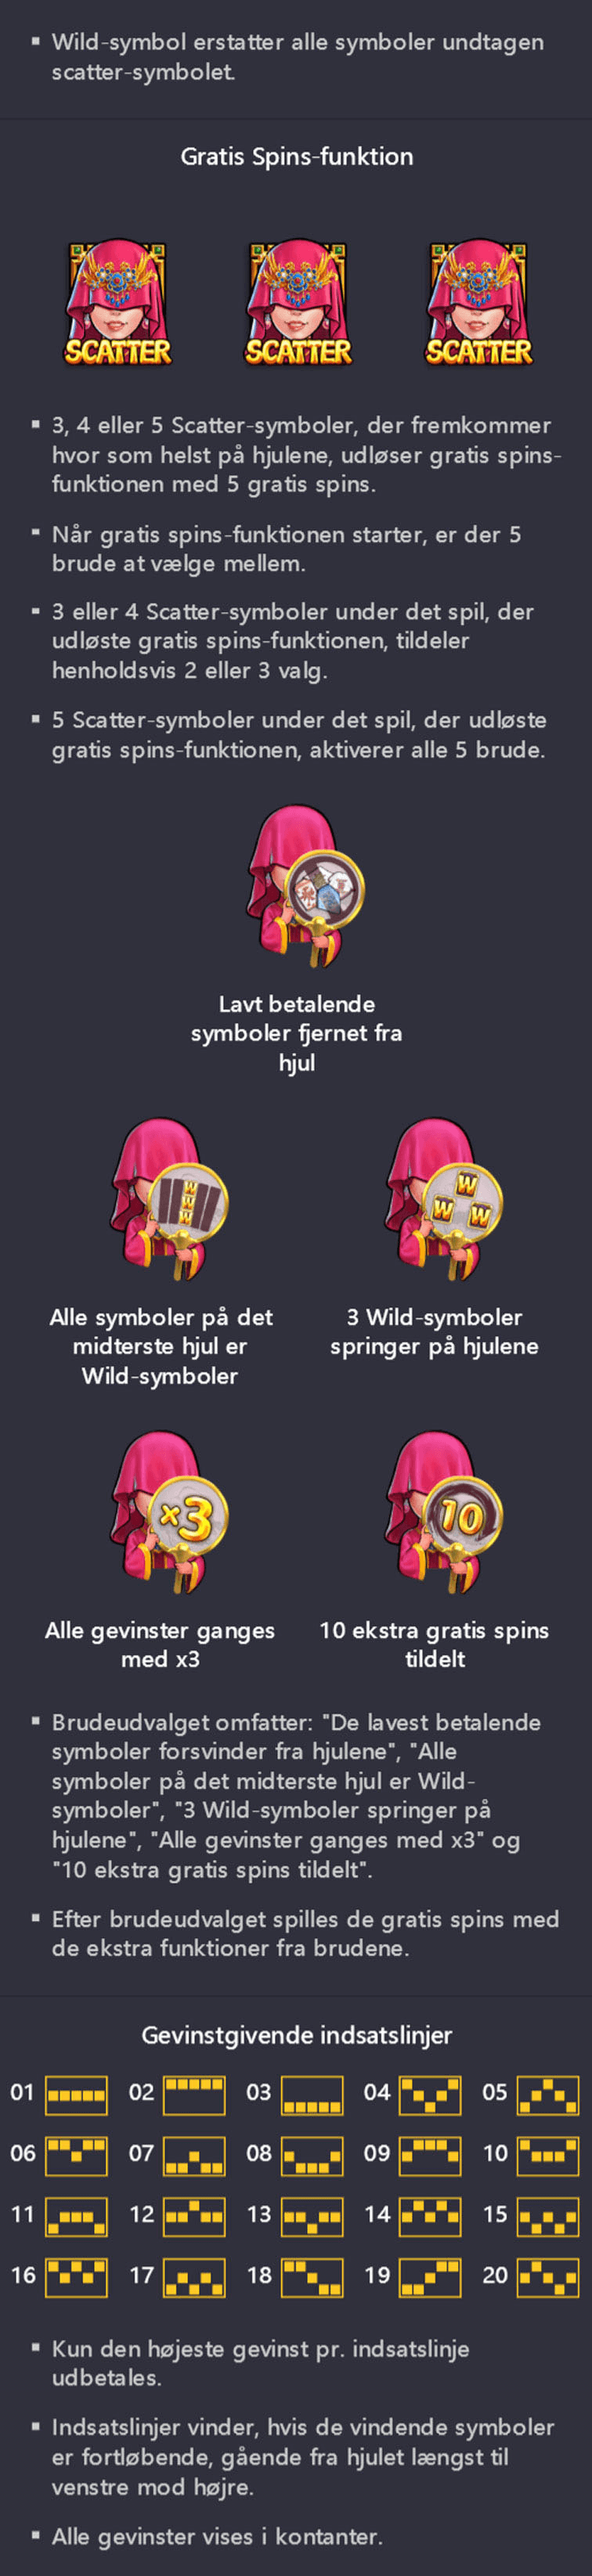 ▪ Wild-symbol erstatter alle symboler undtagen
scatter-symbolet.
Gratis Spins-funktion
SCATTER SCATTER SCATTER
▪ 3, 4 eller 5 Scatter-symboler, der fremkommer
hvor som helst på hjulene, udløser gratis spins-
funktionen med 5 gratis spins.
▪ Når gratis spins-funktionen starter, er der 5
brude at vælge mellem.
▪ 3 eller 4 Scatter-symboler under det spil, der
udløste gratis spins-funktionen, tildeler
henholdsvis 2 eller 3 valg.
▪ 5 Scatter-symboler under det spil, der udløste
gratis spins-funktionen, aktiverer alle 5 brude.
Lavt betalende
symboler fjernet fra
hjul
W
W
W
Alle symboler på det
midterste hjul er
Wild-symboler
W
W W
3 Wild-symboler
springer på hjulene
×3
Alle gevinster ganges
med x3
10
10 ekstra gratis spins
tildelt
▪ Brudeudvalget omfatter: "De lavest betalende
symboler forsvinder fra hjulene", "Alle
symboler på det midterste hjul er Wild-
symboler", "3 Wild-symboler springer på
hjulene", "Alle gevinster ganges med x3" og
"10 ekstra gratis spins tildelt".
▪ Efter brudeudvalget spilles de gratis spins med
de ekstra funktioner fra brudene.
Gevinstgivende indsatslinjer
01 02 03 04 05
06 07 08 09 10
11 12 13 14 15
16 17 18 19 20
▪ Kun den højeste gevinst pr. indsatslinje
udbetales.
▪ Indsatslinjer vinder, hvis de vindende symboler
er fortløbende, gående fra hjulet længst til
venstre mod højre.
▪ Alle gevinster vises i kontanter.